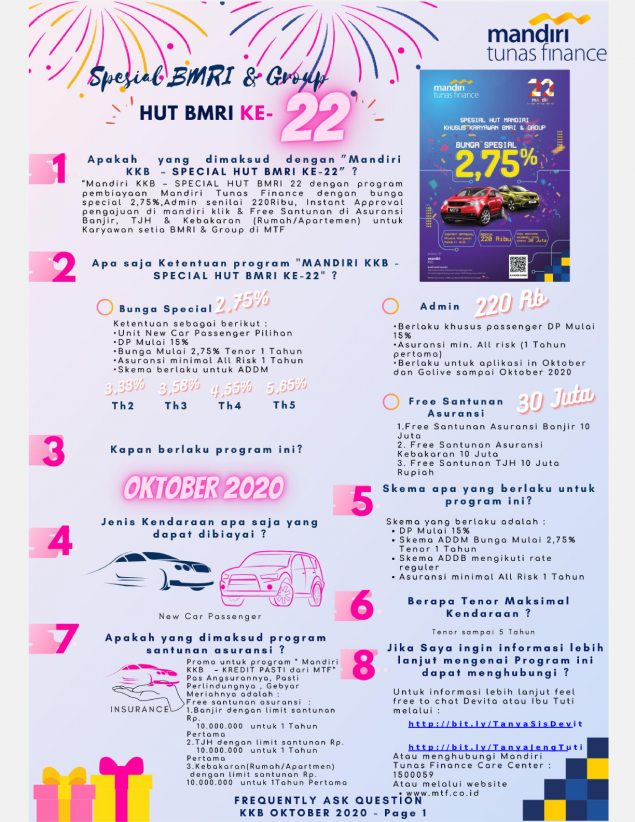 mandiri
tunas finance
Spesial BMRI & Group
HUT BMRI KE-22
mandiri
tunas finance
22
SPESIAL HUT MANDIRI
KHUSUS KARYAWAN BMRI & GROUP
BUNGA SPESIAL
2,75%
220 Ribu
30 Juta
1
Apakah yang dimaksud dengan "Mandiri
KKB – SPECIAL HUT BMRI KE-22" ?
"Mandiri KKB – SPECIAL HUT BMRI 22 dengan program
pembiayaan Mandiri Tunas Finance dengan bunga
special 2,75%,Admin senilai 220Ribu, Instant Approval
pengajuan di mandiri klik & Free Santunan di Asuransi
Banjir, TJH & Kebakaran (Rumah/Apartemen) untuk
Karyawan setia BMRI & Group di MTF
2
Apa saja Ketentuan program "MANDIRI KKB –
SPECIAL HUT BMRI KE-22" ?
Bunga Special 2,75%
Ketentuan sebagai berikut :
•Unit New Car Passenger Pilihan
•DP Mulai 15%
•Bunga Mulai 2,75% Tenor 1 Tahun
•Asuransi minimal All Risk 1 Tahun
•Skema berlaku untuk ADDM
3,33% 3,58% 4,55% 5,65%
Th2 Th3 Th4 Th5
Admin 220 Rb
•Berlaku khusus passenger DP Mulai
15%
•Asuransi min. All risk (1 Tahun
pertama)
•Berlaku untuk aplikasi in Oktober
dan Golive sampai Oktober 2020
Free Santunan
Asuransi 30 Juta
1.Free Santunan Asuransi Banjir 10
Juta
2. Free Santunan Asuransi
Kebakaran 10 Juta
3. Free Santunan TJH 10 Juta
Rupiah
3
Kapan berlaku program ini?
OKTOBER 2020
4
Jenis Kendaraan apa saja yang
dapat dibiayai ?
New Car Passenger
5
Skema apa yang berlaku untuk
program ini?
Skema yang berlaku adalah :
• DP Mulai 15%
• Skema ADDM Bunga Mulai 2,75%
Tenor 1 Tahun
• Skema ADDB mengikuti rate
reguler
• Asuransi minimal All Risk 1 Tahun
6
Berapa Tenor Maksimal
Kendaraan ?
Tenor sampai 5 Tahun
7
Apakah yang dimaksud program
santunan asuransi ?
INSURANCE
Promo untuk program " Mandiri
KKB – KREDIT PASTI dari MTF"
Pas Angsurannya, Pasti
Perlindungnya , Gebyar
Meriahnya adalah :
Free santunan asuransi :
1.Banjir dengan limit santunan
Rp.
10.000.000 untuk 1 Tahun
Pertama
2.TJH dengan limit santunan Rp.
10.000.000 untuk 1 Tahun
Pertama
3.Kebakaran(Rumah/Apartmen)
dengan limit santunan Rp.
10.000.000 untuk 1Tahun Pertama
8
Jika Saya ingin informasi lebih
lanjut mengenai Program ini
dapat menghubungi ?
Untuk informasi lebih lanjut feel
free to chat Devita atau Ibu Tuti
melalui :
http://bit.ly/TanyaSisDevit
http://bit.ly/TanyaJengTuti
Atau menghubungi Mandiri
Tunas Finance Care Center :
1500059
Atau melalui website
• www.mtf.co.id
FREQUENTLY ASK QUESTION
KKB OKTOBER 2020 - Page 1